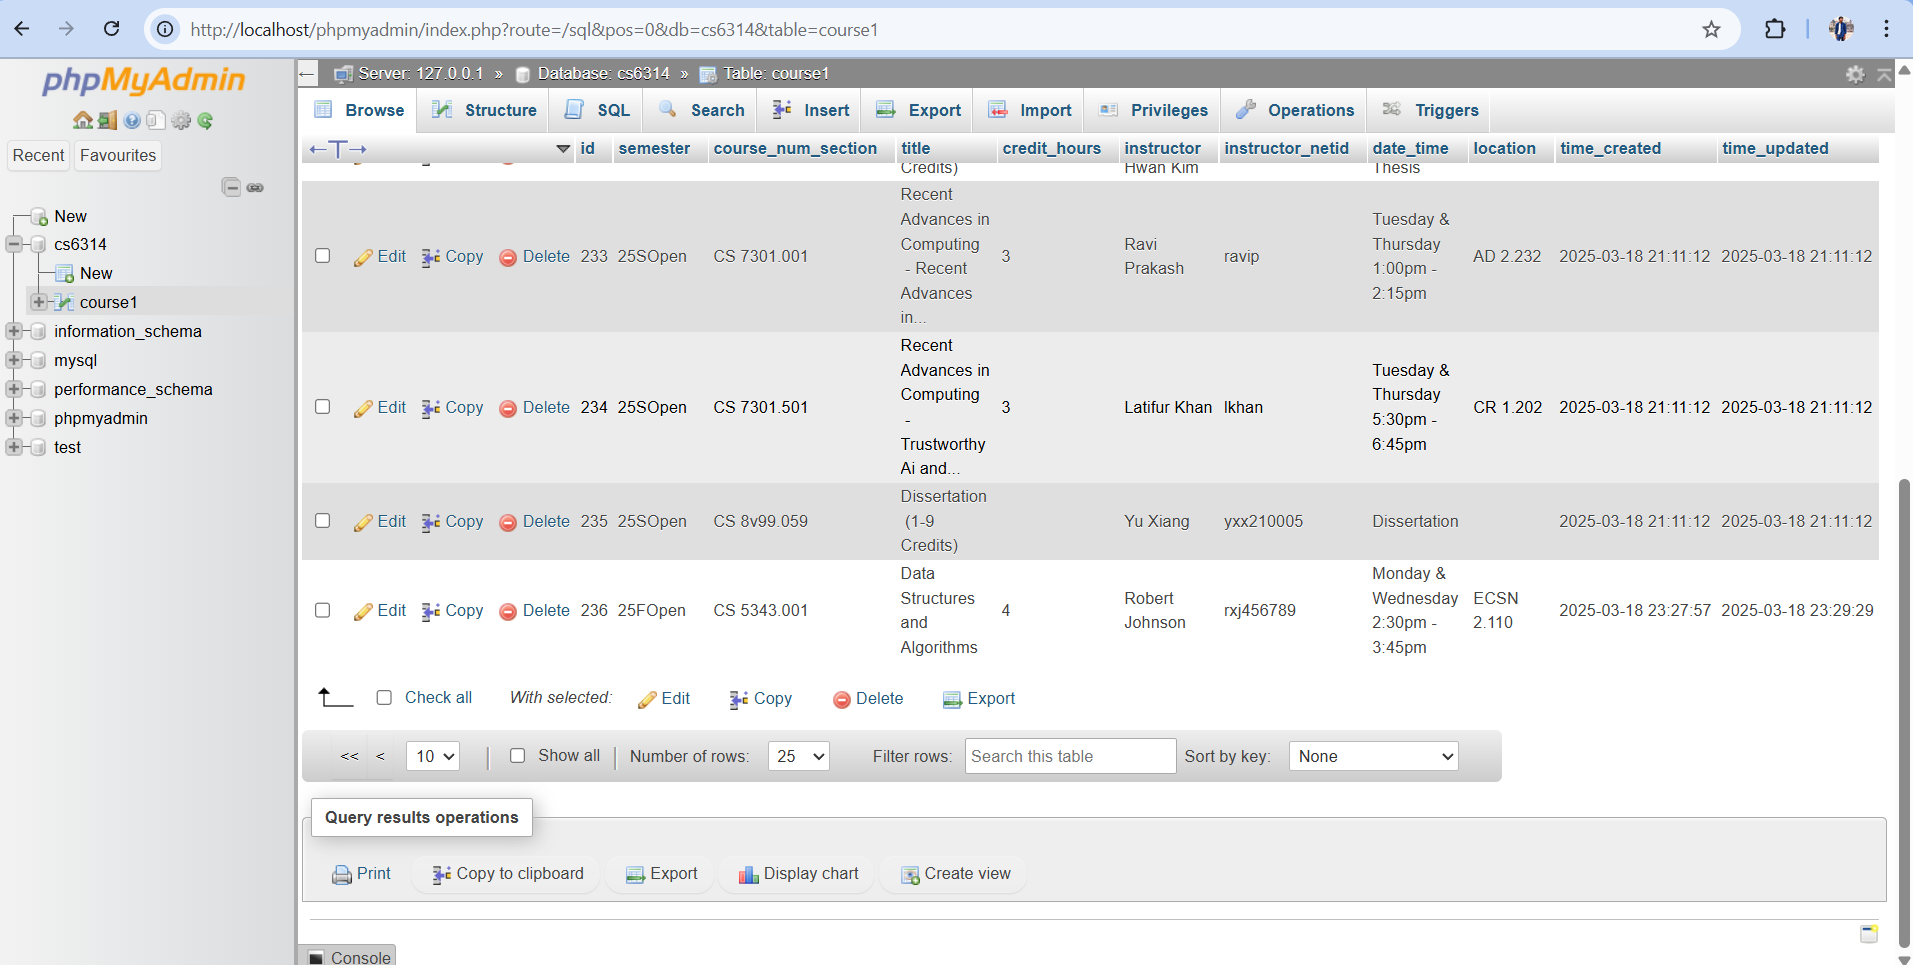 http://localhost/phpmyadmin/index.php?route=/sql&pos=0&db=cs6314&table=course1
phpMyAdmin
Recent
Favourites
New
cs6314
New
course1
information_schema
mysql
performance_schema
phpmyadmin
test
Server: 127.0.0.1 » Database: cs6314 » Table: course1
Browse Structure SQL Search Insert Export Import Privileges Operations Triggers
←T→ id semester course_num_section title credit_hours instructor instructor_netid date_time location time_created time_updated
Credits) Hwan Kim Thesis
Recent
Advances in Tuesday &
Computing Ravi Thursday
Edit Copy Delete 233 25SOpen CS 7301.001 3 ravip AD 2.232 2025-03-18 21:11:12 2025-03-18 21:11:12
- Recent Prakash 1:00pm -
Advances 2:15pm
in...
Recent
Advances in Tuesday &
Computing Thursday
Edit Copy Delete 234 25SOpen CS 7301.501 - 3 Latifur Khan lkhan CR 1.202 2025-03-18 21:11:12 2025-03-18 21:11:12
5:30pm -
Trustworthy 6:45pm
Ai and...
Dissertation
Edit Copy Delete 235 25SOpen CS 8v99.059 (1-9 Yu Xiang yxx210005 Dissertation 2025-03-18 21:11:12 2025-03-18 21:11:12
Credits)
Data Monday &
Structures Robert Wednesday ECSN
Edit Copy Delete 236 25FOpen CS 5343.001 4 rxj456789 2025-03-18 23:27:57 2025-03-18 23:29:29
and Johnson 2:30pm - 2.110
Algorithms 3:45pm
Check all With selected: Edit Copy Delete Export
<< < 10 | Show all | Number of rows: 25 Filter rows: Search this table Sort by key: None
Query results operations
Print Copy to clipboard Export Display chart Create view
Console